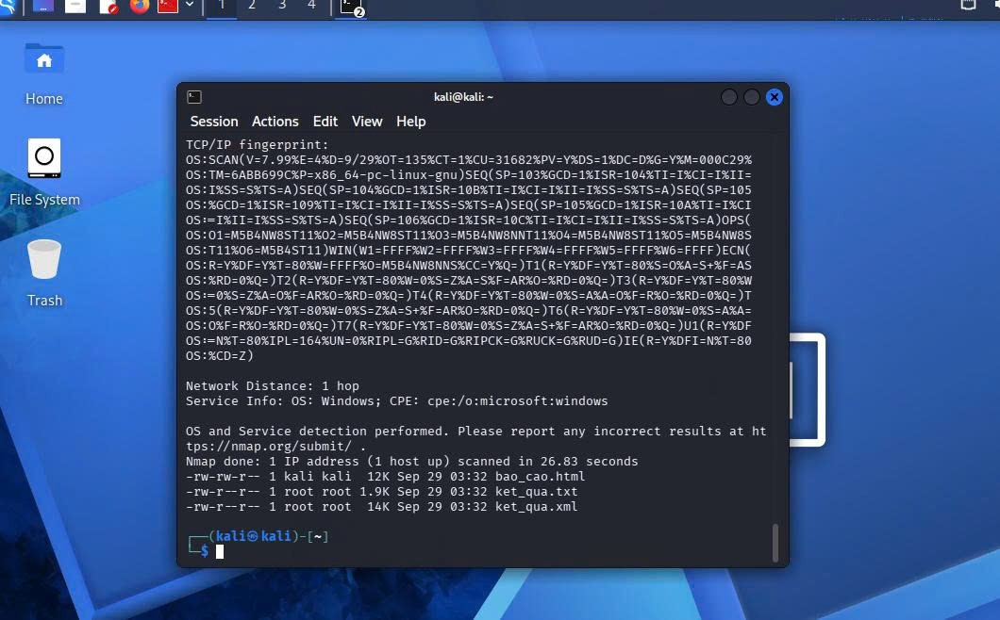 1 2 3 4
2
Home
File System
Trash
kali@kali: ~
Session Actions Edit View Help
TCP/IP fingerprint:
OS:SCAN(V=7.99%E=4%D=9/29%OT=135%CT=1%CU=31682%PV=Y%DS=1%DC=D%G=Y%M=000C29%
OS:TM=6ABB699C%P=x86_64-pc-linux-gnu)SEQ(SP=103%GCD=1%ISR=104%TI=I%CI=I%II=
OS:I%SS=S%TS=A)SEQ(SP=104%GCD=1%ISR=10B%TI=I%CI=I%II=I%SS=S%TS=A)SEQ(SP=105
OS:%GCD=1%ISR=109%TI=I%CI=I%II=I%SS=S%TS=A)SEQ(SP=105%GCD=1%ISR=10A%TI=I%CI
OS:=I%II=I%SS=S%TS=A)SEQ(SP=106%GCD=1%ISR=10C%TI=I%CI=I%II=I%SS=S%TS=A)OPS(
OS:O1=M5B4NW8ST11%O2=M5B4NW8ST11%O3=M5B4NW8NNT11%O4=M5B4NW8ST11%O5=M5B4NW8S
OS:T11%O6=M5B4ST11)WIN(W1=FFFF%W2=FFFF%W3=FFFF%W4=FFFF%W5=FFFF%W6=FFFF)ECN(
OS:R=Y%DF=Y%T=80%W=FFFF%O=M5B4NW8NNS%CC=Y%Q=)T1(R=Y%DF=Y%T=80%S=O%A=S+%F=AS
OS:%RD=0%Q=)T2(R=Y%DF=Y%T=80%W=0%S=Z%A=S%F=AR%O=%RD=0%Q=)T3(R=Y%DF=Y%T=80%W
OS:=0%S=Z%A=O%F=AR%O=%RD=0%Q=)T4(R=Y%DF=Y%T=80%W=0%S=A%A=O%F=R%O=%RD=0%Q=)T
OS:5(R=Y%DF=Y%T=80%W=0%S=Z%A=S+%F=AR%O=%RD=0%Q=)T6(R=Y%DF=Y%T=80%W=0%S=A%A=
OS:O%F=R%O=%RD=0%Q=)T7(R=Y%DF=Y%T=80%W=0%S=Z%A=S+%F=AR%O=%RD=0%Q=)U1(R=Y%DF
OS:=N%T=80%IPL=164%UN=0%RIPL=G%RID=G%RIPCK=G%RUCK=G%RUD=G)IE(R=Y%DFI=N%T=80
OS:%CD=Z)
Network Distance: 1 hop
Service Info: OS: Windows; CPE: cpe:/o:microsoft:windows
OS and Service detection performed. Please report any incorrect results at ht
tps://nmap.org/submit/ .
Nmap done: 1 IP address (1 host up) scanned in 26.83 seconds
-rw-rw-r-- 1 kali kali  12K Sep 29 03:32 bao_cao.html
-rw-r--r-- 1 root root 1.9K Sep 29 03:32 ket_qua.txt
-rw-r--r-- 1 root root  14K Sep 29 03:32 ket_qua.xml
┌──(kali㉿kali)-[~]
└─$